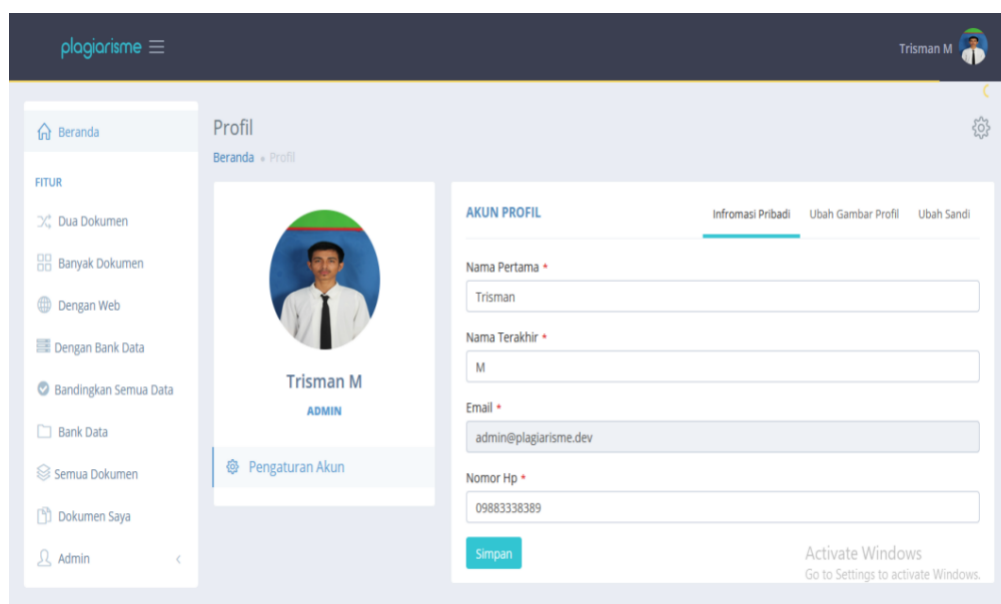 plagiarisme
Trisman M
Beranda
FITUR
Dua Dokumen
Banyak Dokumen
Dengan Web
Dengan Bank Data
Bandingkan Semua Data
Bank Data
Semua Dokumen
Dokumen Saya
Admin
Profil
Beranda Profil
Trisman M
ADMIN
Pengaturan Akun
AKUN PROFIL Infromasi Pribadi Ubah Gambar Profil Ubah Sandi
Nama Pertama *
Trisman
Nama Terakhir *
M
Email *
admin@plagiarisme.dev
Nomor Hp *
09883338389
Simpan
Activate Windows
Go to Settings to activate Windows.